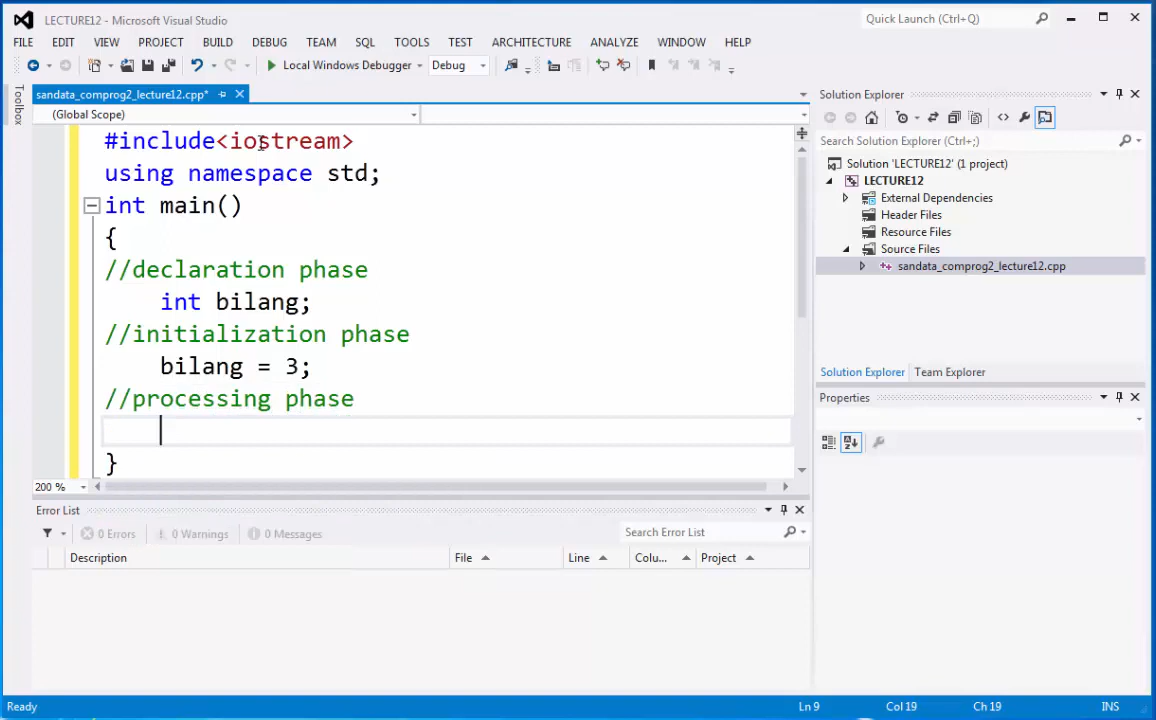 LECTURE12 - Microsoft Visual Studio
Quick Launch (Ctrl+Q)
FILE EDIT VIEW PROJECT BUILD DEBUG TEAM SQL TOOLS TEST ARCHITECTURE ANALYZE WINDOW HELP
Local Windows Debugger Debug
Toolbox
sandata_comprog2_lecture12.cpp*
(Global Scope)
#include<iostream>
using namespace std;
int main()
{
//declaration phase
int bilang;
//initialization phase
bilang = 3;
//processing phase
}
200 %
Solution Explorer
Search Solution Explorer (Ctrl+;)
Solution 'LECTURE12' (1 project)
LECTURE12
External Dependencies
Header Files
Resource Files
Source Files
sandata_comprog2_lecture12.cpp
Solution Explorer Team Explorer
Properties
Error List
0 Errors 0 Warnings 0 Messages
Search Error List
Description File Line Colu... Project
Ready Ln 9 Col 19 Ch 19 INS